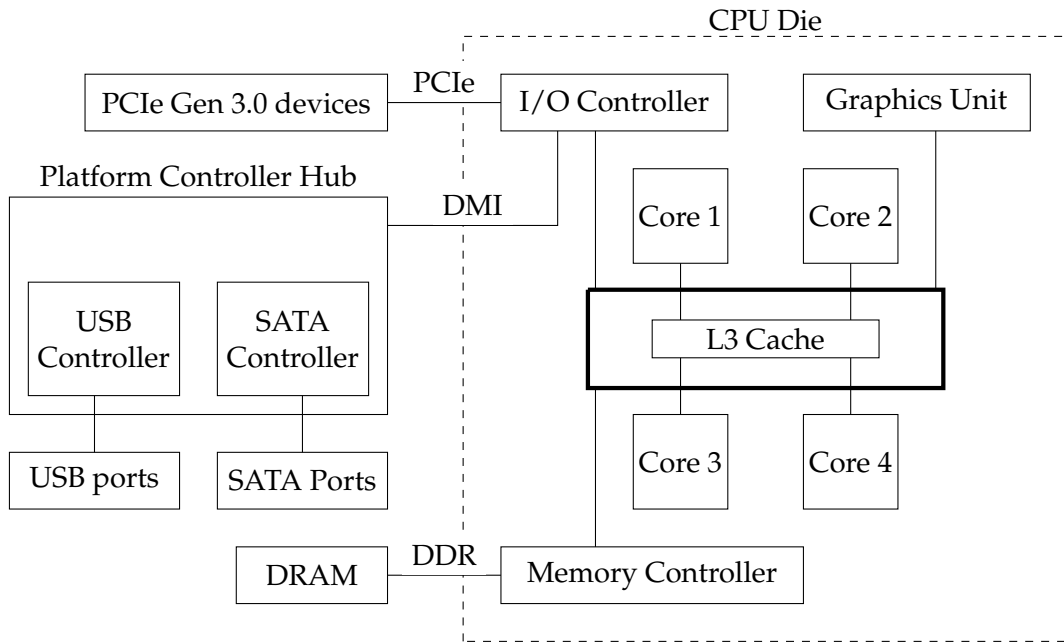 CPU Die
PCIe Gen 3.0 devices
PCIe
I/O Controller
Graphics Unit
Platform Controller Hub
DMI
Core 1
Core 2
USB
Controller
SATA
Controller
L3 Cache
USB ports
SATA Ports
Core 3
Core 4
DRAM
DDR
Memory Controller